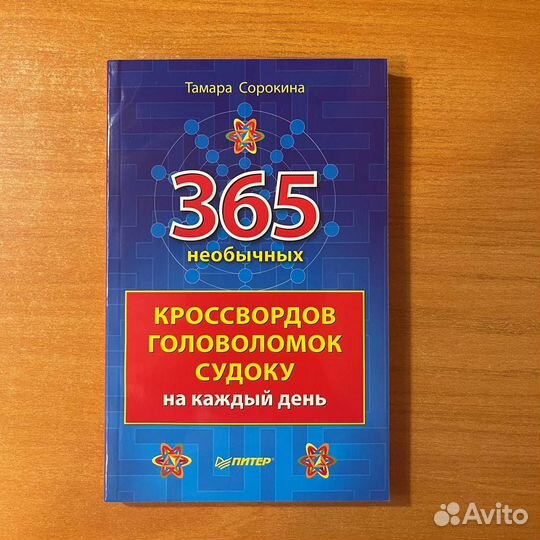 Тамара Сорокина
365
необычных
КРОССВОРДОВ
ГОЛОВОЛОМОК
СУДОКУ
на каждый день
ПИТЕР
Avito